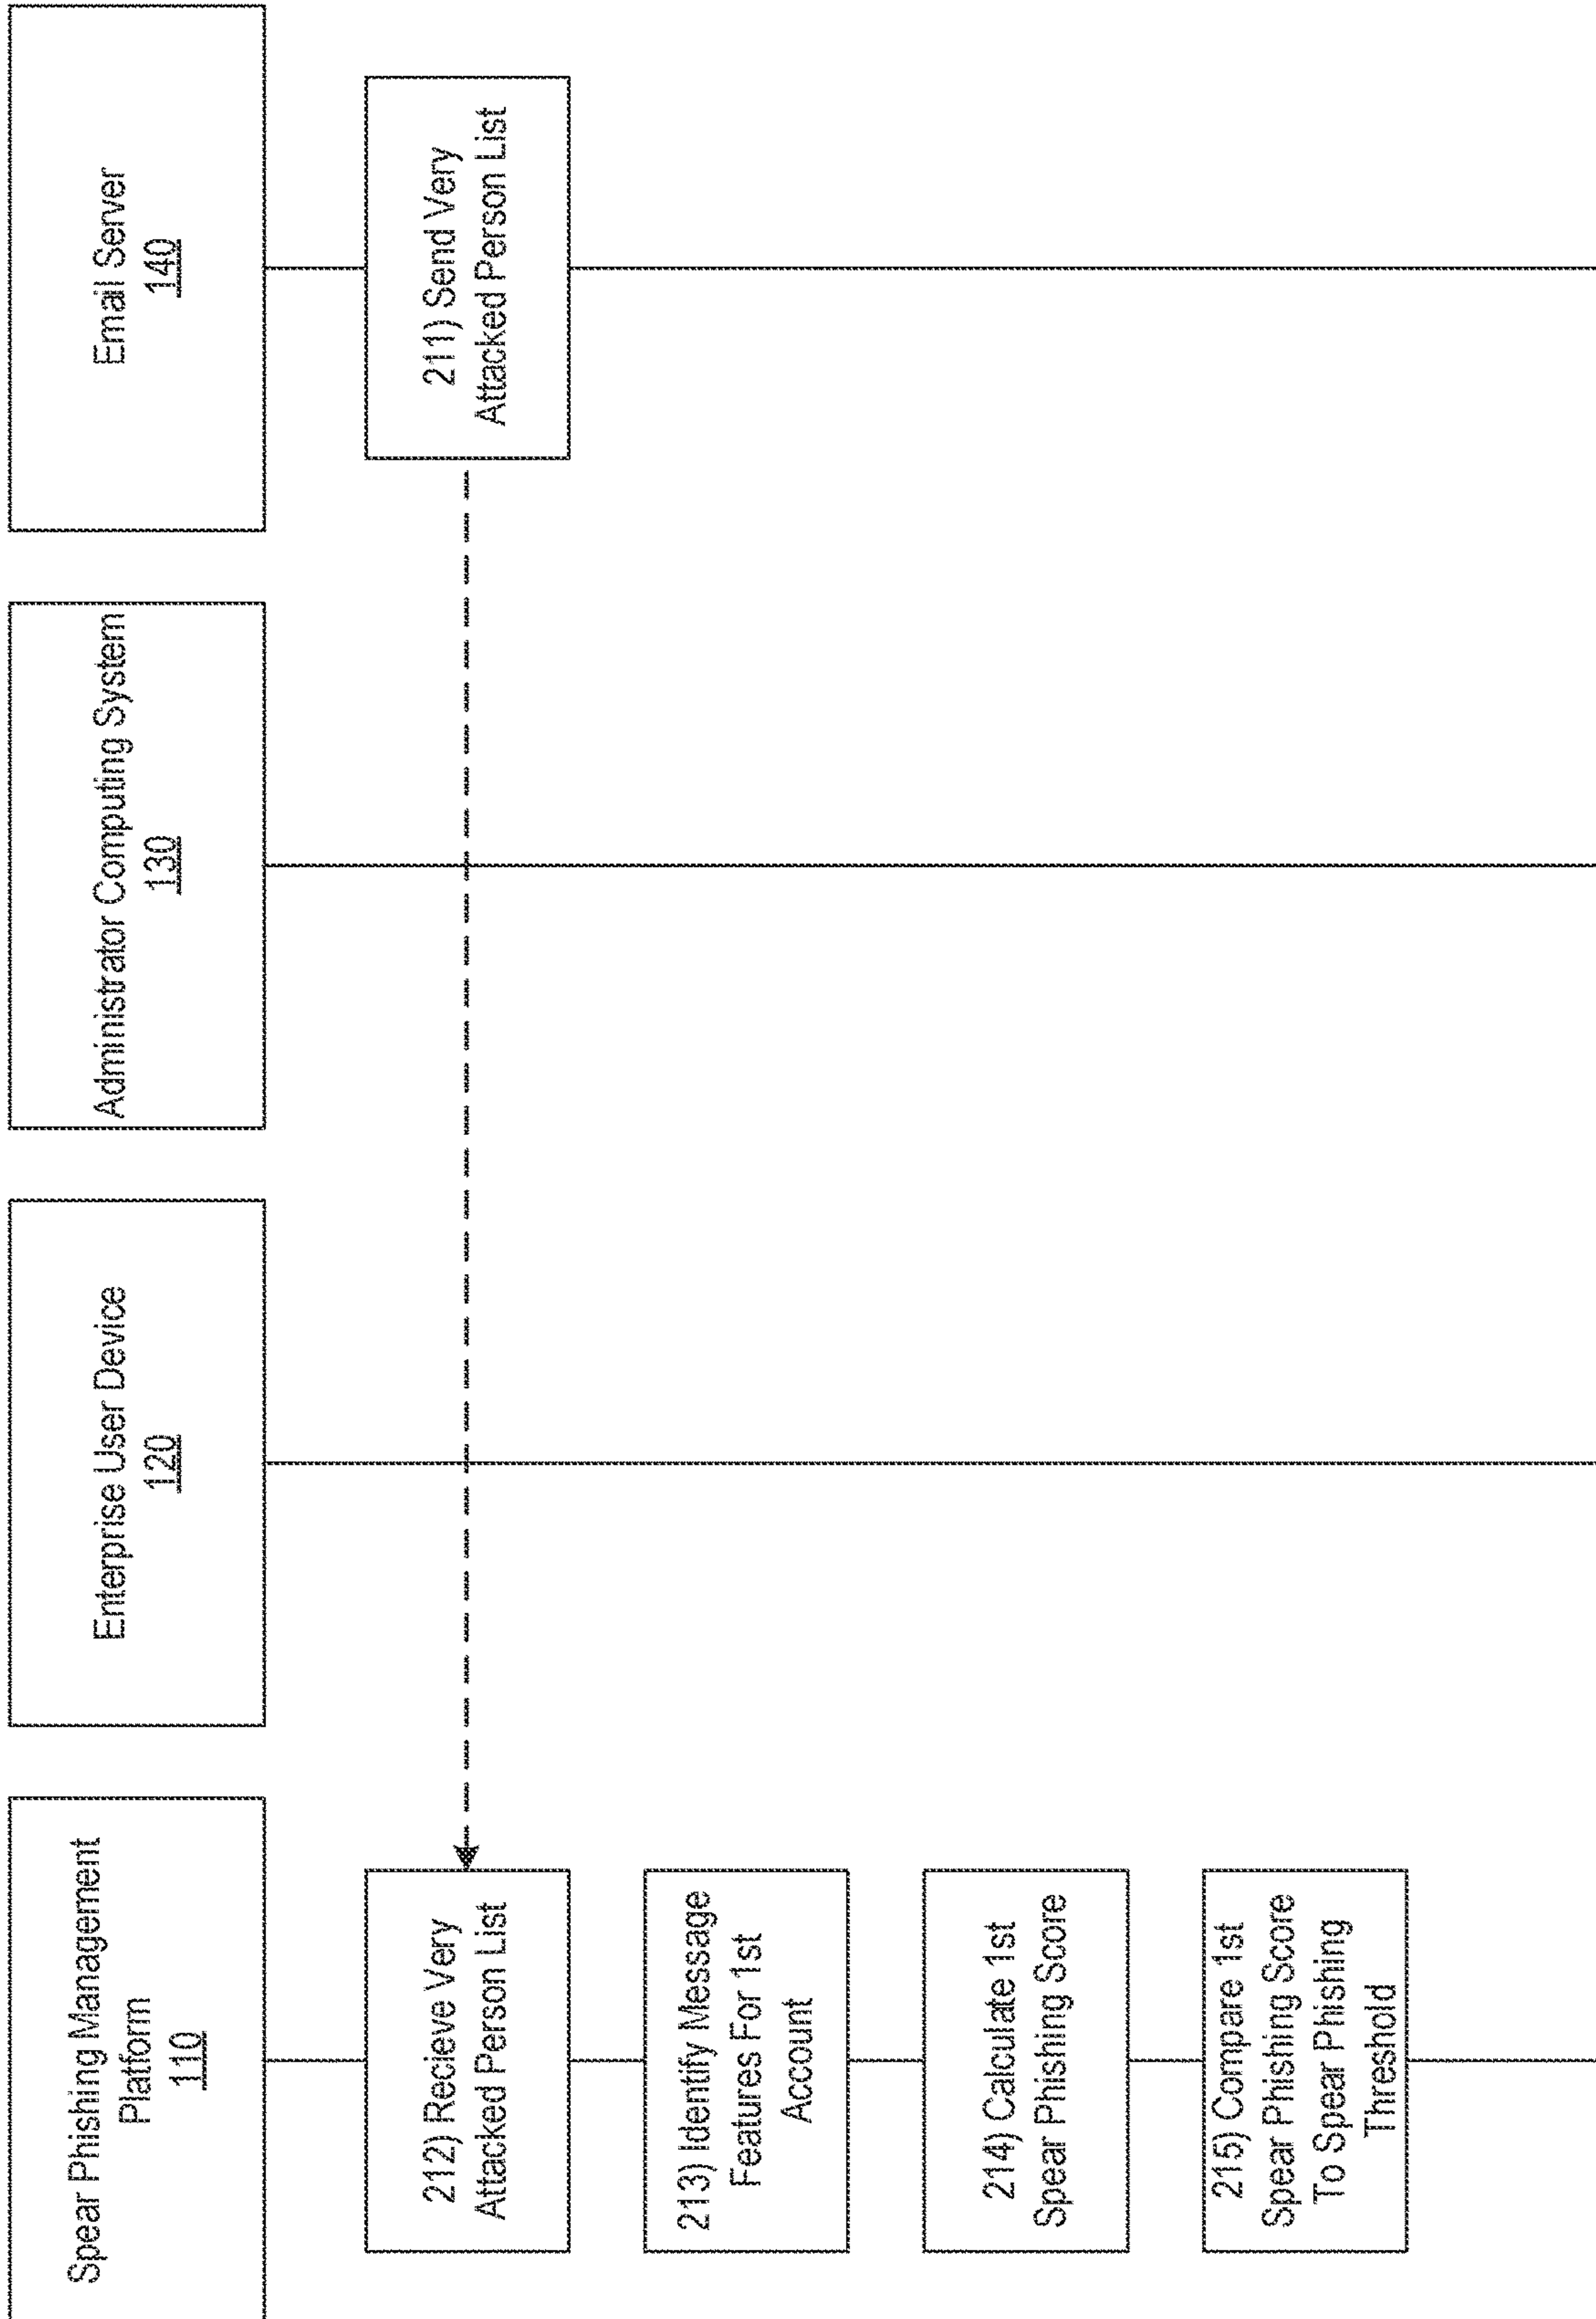 Spear Phishing Management
Platform
110
Enterprise User Device
120
Administrator Computing System
130
Email Server
140
211) Send Very
Attacked Person List
212) Recieve Very
Attacked Person List
213) Identify Message
Features For 1st
Account
214) Calculate 1st
Spear Phishing Score
215) Compare 1st
Spear Phishing Score
To Spear Phishing
Threshold